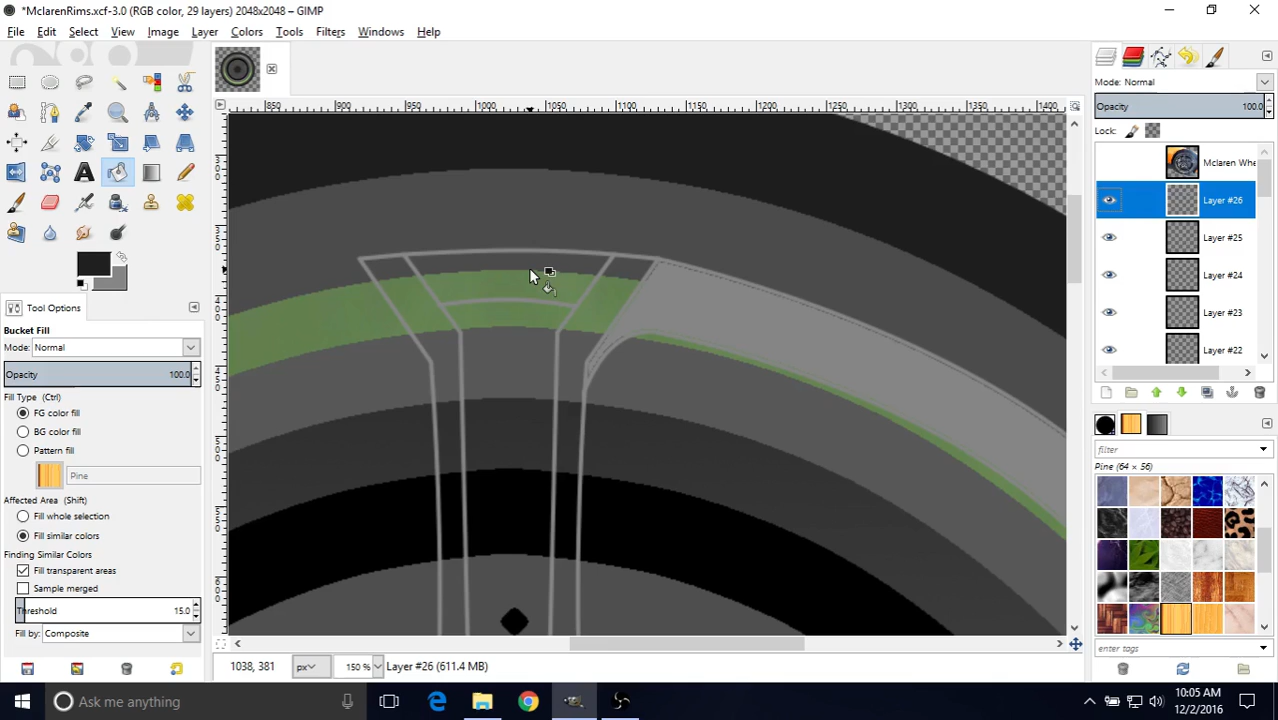 *MclarenRims.xcf-3.0 (RGB color, 29 layers) 2048x2048 – GIMP
File Edit Select View Image Layer Colors Tools Filters Windows Help
Mode: Normal
Opacity 100.0
Lock:
Mclaren Whe
Layer #26
Layer #25
Layer #24
Layer #23
Layer #22
850 900 950 1000 1050 1100 1150 1200 1250 1300 1350 1400
Tool Options
Bucket Fill
Mode: Normal
Opacity 100.0
Fill Type (Ctrl)
FG color fill
BG color fill
Pattern fill
Pine
Affected Area (Shift)
Fill whole selection
Fill similar colors
Finding Similar Colors
Fill transparent areas
Sample merged
Threshold 15.0
Fill by: Composite
filter
Pine (64 × 56)
enter tags
1038, 381 px 150 % Layer #26 (611.4 MB)
Ask me anything
10:05 AM
12/2/2016